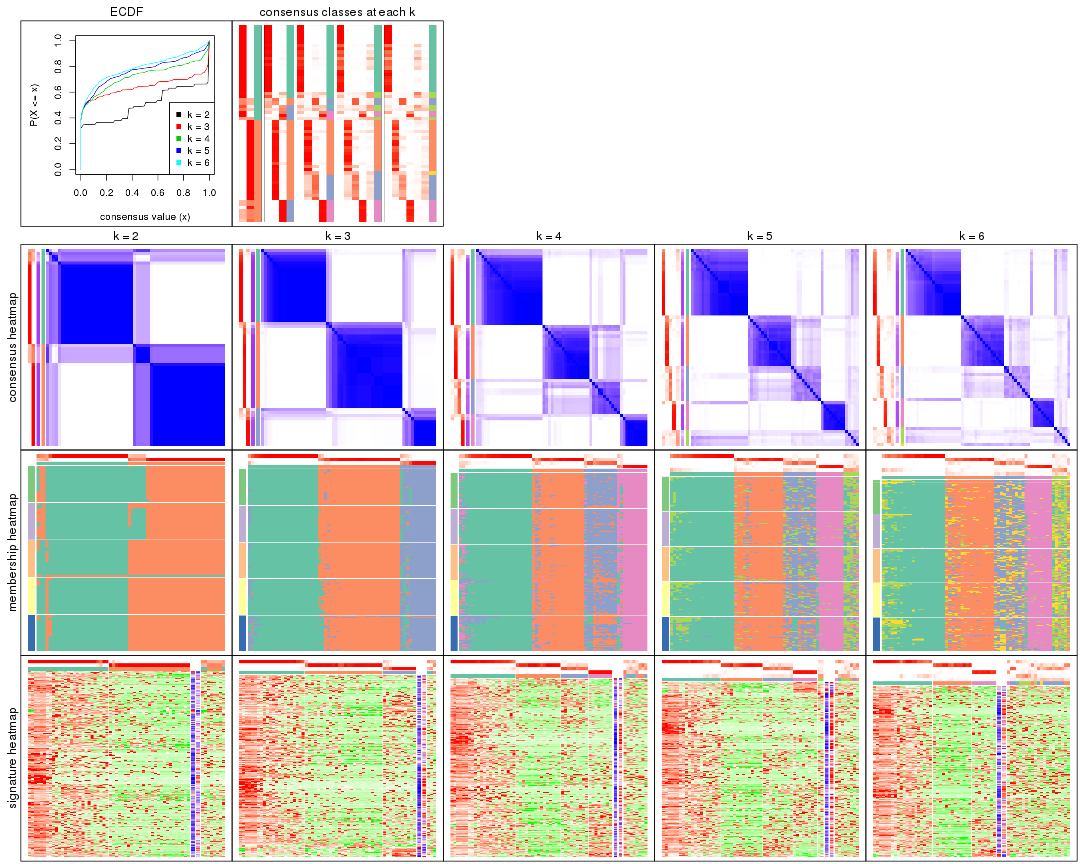 ECDF
consensus classes at each k
P(X <= x)
0.0 0.2 0.4 0.6 0.8 1.0
k = 2
k = 3
k = 4
k = 5
k = 6
0.0 0.2 0.4 0.6 0.8 1.0
consensus value (x)
k = 2 k = 3 k = 4 k = 5 k = 6
consensus heatmap
membership heatmap
signature heatmap